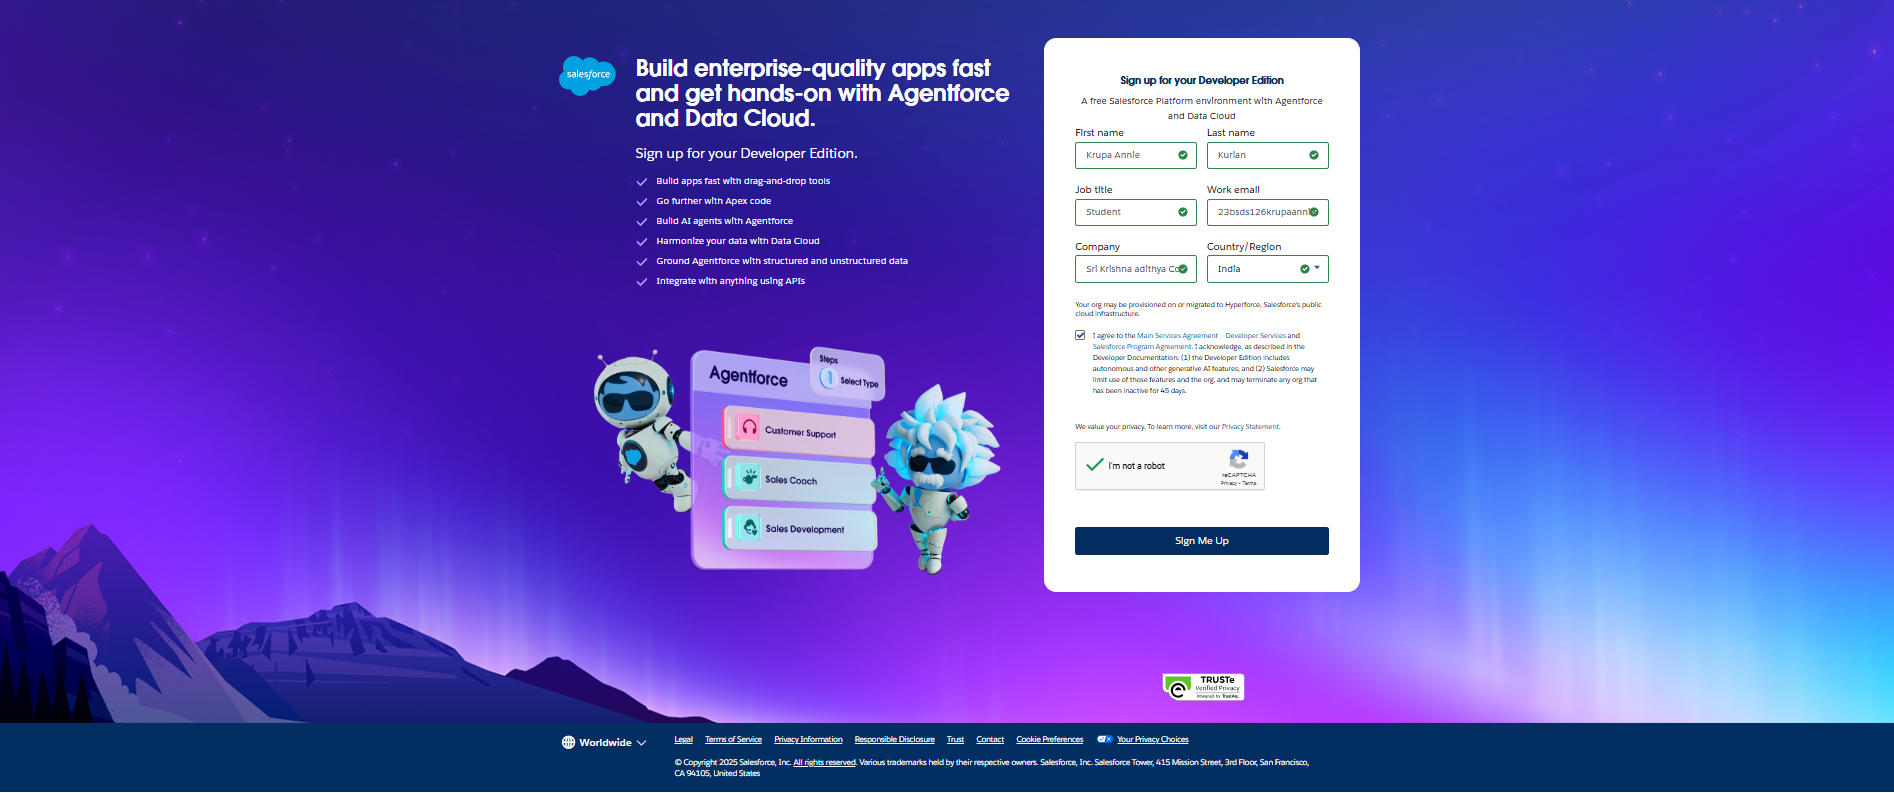 salesforce
Build enterprise-quality apps fast
and get hands-on with Agentforce
and Data Cloud.
Sign up for your Developer Edition.
Build apps fast with drag-and-drop tools
Go further with Apex code
Build AI agents with Agentforce
Harmonize your data with Data Cloud
Ground Agentforce with structured and unstructured data
Integrate with anything using APIs
Agentforce
Steps
1
Select Type
Customer Support
Sales Coach
Sales Development
Sign up for your Developer Edition
A free Salesforce Platform environment with Agentforce
and Data Cloud
First name
Last name
Krupa Annie
Kurian
Job title
Work email
Student
23bsds126krupaann
Company
Country/Region
Sri Krishna adithya Co
India
Your org may be provisioned on or migrated to Hyperforce, Salesforce's public
cloud infrastructure.
I agree to the Main Services Agreement - Developer Services and
Salesforce Program Agreement. I acknowledge, as described in the
Developer Documentation: (1) the Developer Edition includes
autonomous and other generative AI features; and (2) Salesforce may
limit use of those features and the org, and may terminate any org that
has been inactive for 45 days.
We value your privacy. To learn more, visit our Privacy Statement.
I'm not a robot
reCAPTCHA
Privacy - Terms
Sign Me Up
TRUSTe
Verified Privacy
Powered by TrustArc
Worldwide
Legal Terms of Service Privacy Information Responsible Disclosure Trust Contact Cookie Preferences Your Privacy Choices
© Copyright 2025 Salesforce, Inc. All rights reserved. Various trademarks held by their respective owners. Salesforce, Inc. Salesforce Tower, 415 Mission Street, 3rd Floor, San Francisco,
CA 94105, United States